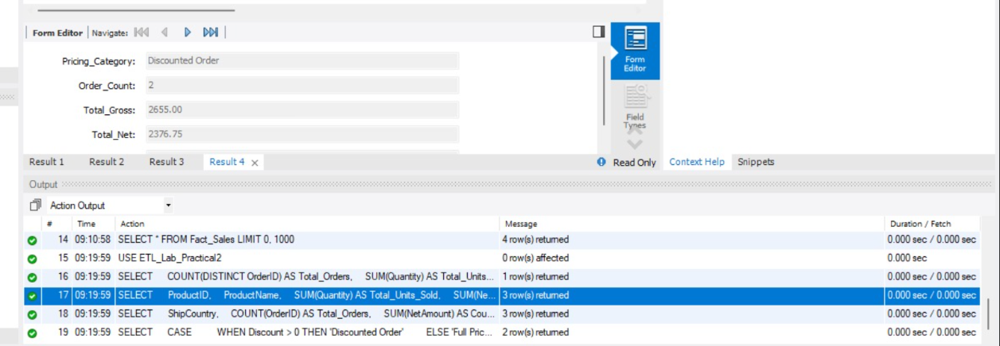 Form Editor Navigate:
Pricing_Category: Discounted Order
Order_Count: 2
Total_Gross: 2655.00
Total_Net: 2376.75
Form Editor
Field Types
Result 1 Result 2 Result 3 Result 4 × Read Only Context Help Snippets
Output
Action Output
# Time Action Message Duration / Fetch
14 09:10:58 SELECT * FROM Fact_Sales LIMIT 0, 1000 4 row(s) returned 0.000 sec / 0.000 sec
15 09:19:59 USE ETL_Lab_Practical2 0 row(s) affected 0.000 sec
16 09:19:59 SELECT COUNT(DISTINCT OrderID) AS Total_Orders, SUM(Quantity) AS Total_Units... 1 row(s) returned 0.000 sec / 0.000 sec
17 09:19:59 SELECT ProductID, ProductName, SUM(Quantity) AS Total_Units_Sold, SUM(Ne... 3 row(s) returned 0.000 sec / 0.000 sec
18 09:19:59 SELECT ShipCountry, COUNT(OrderID) AS Total_Orders, SUM(NetAmount) AS Cou... 3 row(s) returned 0.000 sec / 0.000 sec
19 09:19:59 SELECT CASE WHEN Discount > 0 THEN 'Discounted Order' ELSE 'Full Pric... 2 row(s) returned 0.000 sec / 0.000 sec